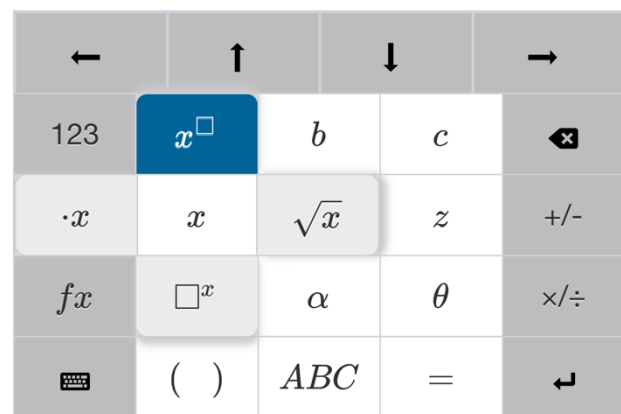 ← ↑ ↓ →
123 x^□ b c ⌫
·x x √x z +/-
fx □^x α θ ×/÷
⌨ ( ) ABC = ↵